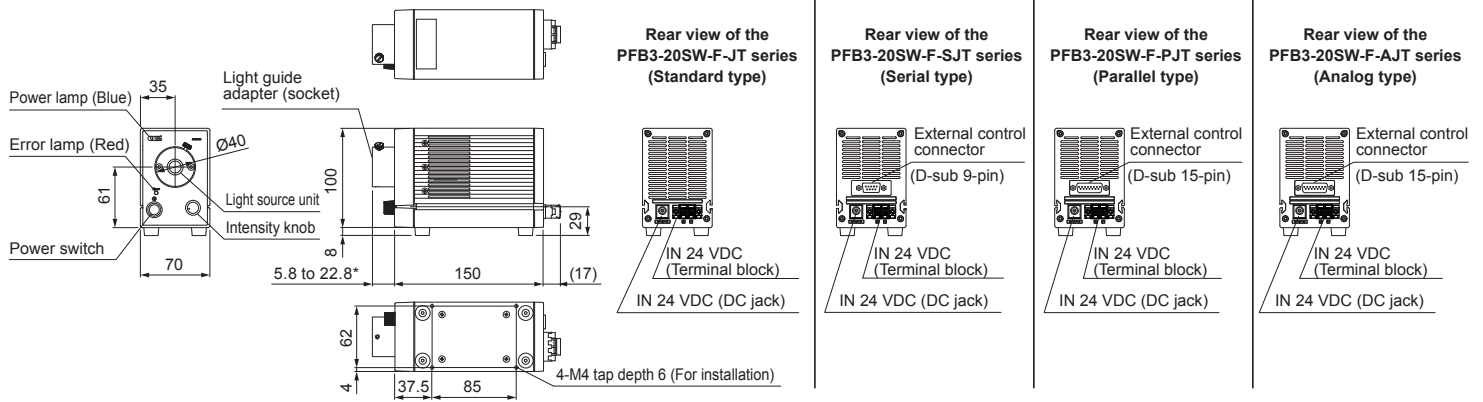 35
Power lamp (Blue)
Error lamp (Red)
Ø40
61
Light source unit
Intensity knob
Power switch
70
Light guide
adapter (socket)
100
8
29
5.8 to 22.8*
150
(17)
62
4
37.5
85
4-M4 tap depth 6 (For installation)
Rear view of the
PFB3-20SW-F-JT series
(Standard type)
IN 24 VDC
(Terminal block)
IN 24 VDC (DC jack)
Rear view of the
PFB3-20SW-F-SJT series
(Serial type)
External control
connector
(D-sub 9-pin)
IN 24 VDC
(Terminal block)
IN 24 VDC (DC jack)
Rear view of the
PFB3-20SW-F-PJT series
(Parallel type)
External control
connector
(D-sub 15-pin)
IN 24 VDC
(Terminal block)
IN 24 VDC (DC jack)
Rear view of the
PFB3-20SW-F-AJT series
(Analog type)
External control
connector
(D-sub 15-pin)
IN 24 VDC
(Terminal block)
IN 24 VDC (DC jack)